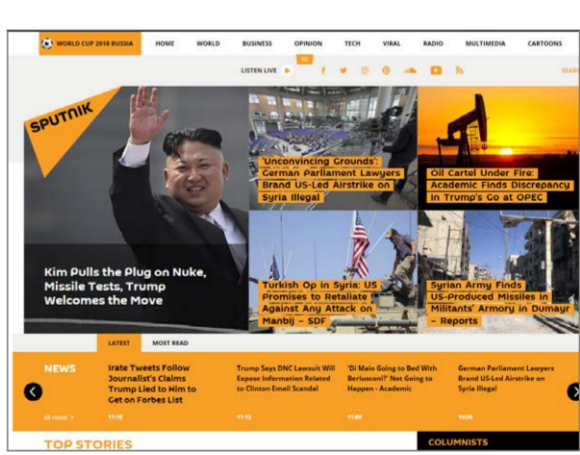 WORLD CUP 2018 RUSSIA HOME WORLD BUSINESS OPINION TECH VIRAL RADIO MULTIMEDIA CARTOONS
LISTEN LIVE
SPUTNIK
'Unconvincing Grounds':
German Parliament Lawyers
Brand US-Led Airstrike on
Syria Illegal
Oil Cartel Under Fire:
Academic Finds Discrepancy
in Trump's Go at OPEC
Kim Pulls the Plug on Nuke,
Missile Tests, Trump
Welcomes the Move
Turkish Op in Syria: US
Promises to Retaliate
Against Any Attack on
Manbij - SDF
Syrian Army Finds
US-Produced Missiles in
Militants' Armory in Dumayr
- Reports
LATEST MOST READ
NEWS
Irate Tweets Follow
Journalist's Claims
Trump Lied to Him to
Get on Forbes List
11:18
Trump Says DNC Lawsuit Will
Expose Information Related
to Clinton Email Scandal
11:12
'Di Maio Going to Bed With
Berlusconi?' Not Going to
Happen - Academic
German Parliament Lawyers
Brand US-Led Airstrike on
Syria Illegal
all news >
TOP STORIES
COLUMNISTS